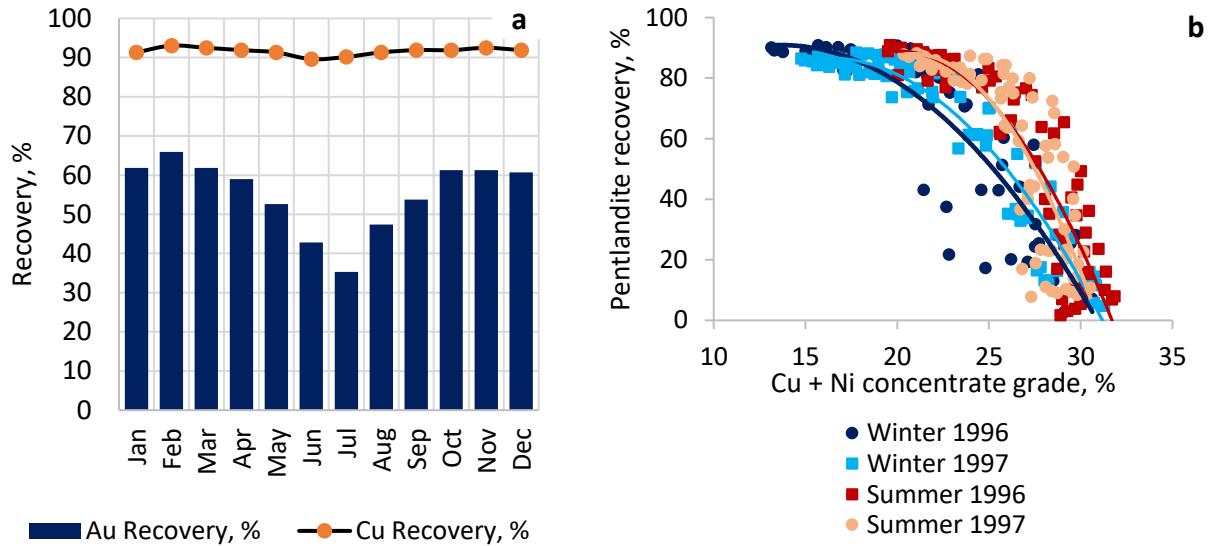 a
Recovery, %
100
90
80
70
60
50
40
30
20
10
0
Jan
Feb
Mar
Apr
May
Jun
Jul
Aug
Sep
Oct
Nov
Dec
Au Recovery, %
Cu Recovery, %
b
Pentlandite recovery, %
100
80
60
40
20
0
10
15
20
25
30
35
Cu + Ni concentrate grade, %
Winter 1996
Winter 1997
Summer 1996
Summer 1997